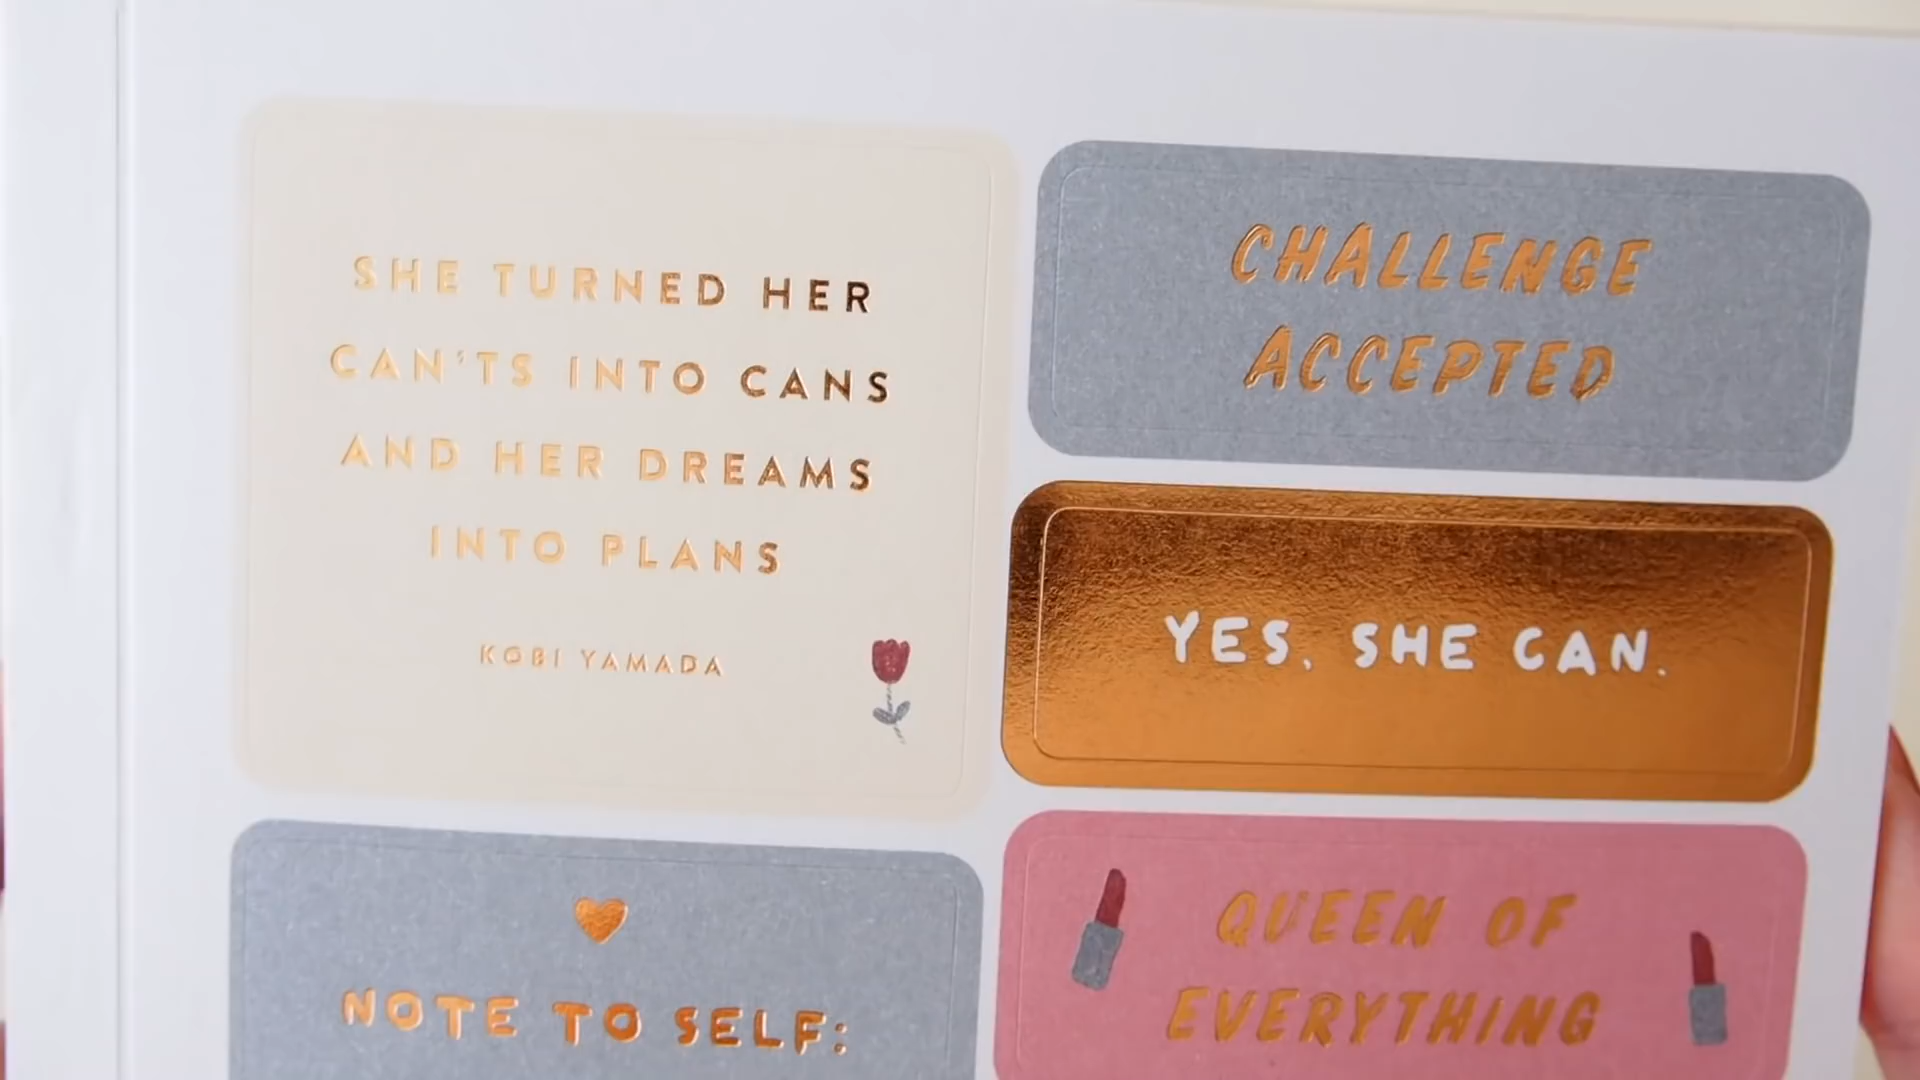 SHE TURNED HER
CAN'TS INTO CANS
AND HER DREAMS
INTO PLANS
KOBI YAMADA
CHALLENGE
ACCEPTED
YES, SHE CAN.
NOTE TO SELF:
QUEEN OF
EVERYTHING